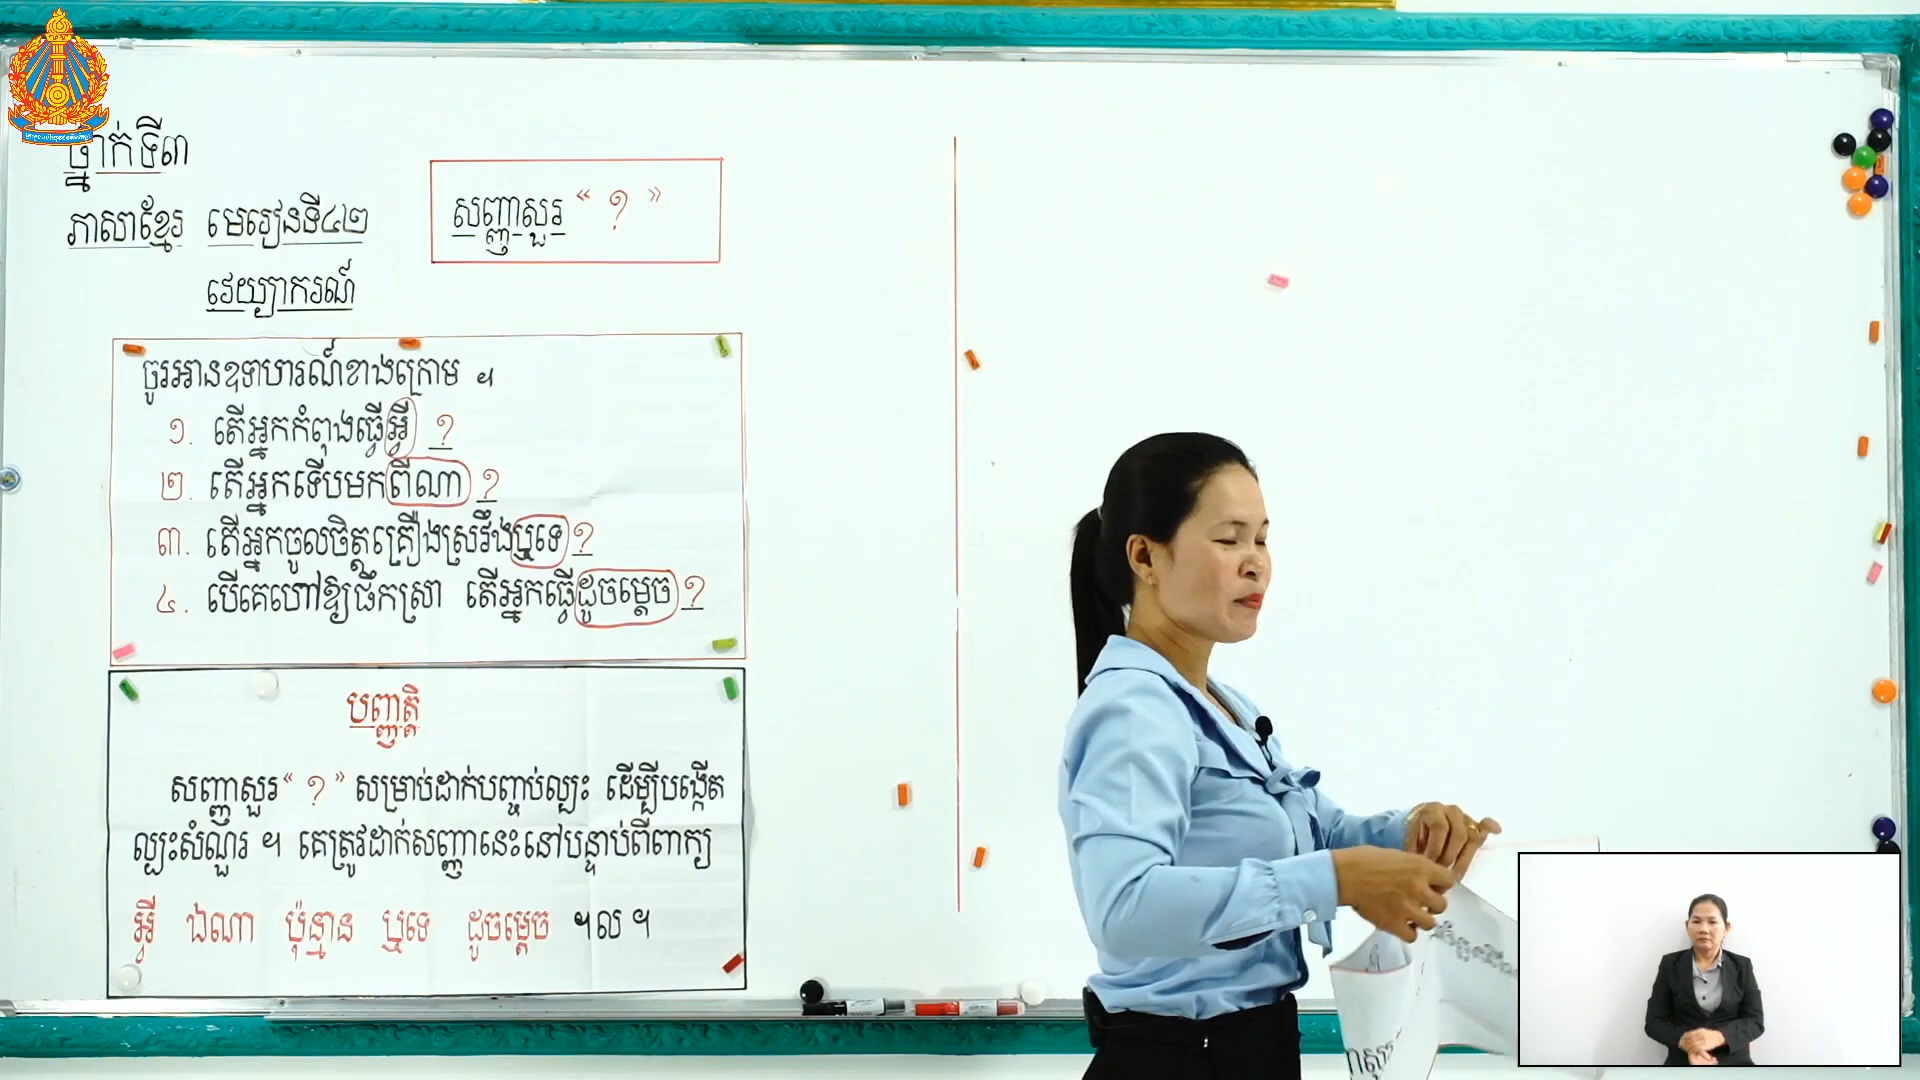 ថ្នាក់ទី៣
ភាសាខ្មែរ មេរៀនទី៤២
វេយ្យាករណ៍
សញ្ញាសួរ « ? »
ចូរអានឧទាហរណ៍ខាងក្រោម ។
១. តើអ្នកកំពុងធ្វើអ្វី ?
២. តើអ្នកទើបមកពីណា ?
៣. តើអ្នកចូលចិត្តគ្រឿងស្រវឹងឬទេ ?
៤. បើគេហៅឱ្យផឹកស្រា តើអ្នកធ្វើដូចម្ដេច ?
បញ្ញត្តិ
សញ្ញាសួរ « ? » សម្រាប់ដាក់បញ្ចប់ល្បះ ដើម្បីបង្កើត
ល្បះសំណួរ ។ គេត្រូវដាក់សញ្ញានេះនៅបន្ទាប់ពីពាក្យ
អ្វី ឯណា ប៉ុន្មាន ឬទេ ដូចម្ដេច ។ល។